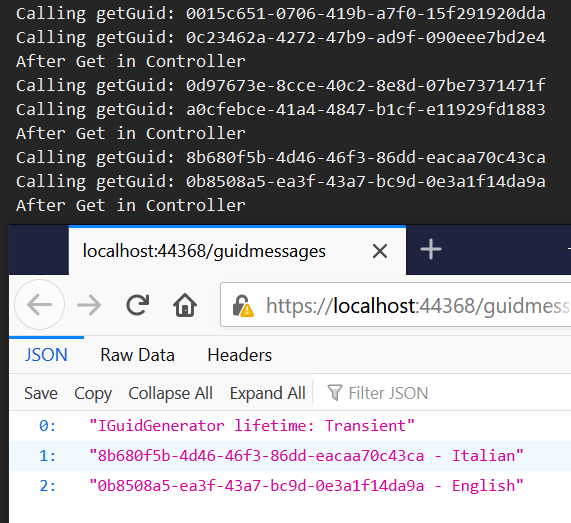 Calling getGuid: 0015c651-0706-419b-a7f0-15f291920dda
Calling getGuid: 0c23462a-4272-47b9-ad9f-090eee7bd2e4
After Get in Controller
Calling getGuid: 0d97673e-8cce-40c2-8e8d-07be7371471f
Calling getGuid: a0cfebce-41a4-4847-b1cf-e11929fd1883
After Get in Controller
Calling getGuid: 8b680f5b-4d46-46f3-86dd-eacaa70c43ca
Calling getGuid: 0b8508a5-ea3f-43a7-bc9d-0e3a1f14da9a
After Get in Controller
localhost:44368/guidmessages
https://localhost:44368/guidmess
JSON Raw Data Headers
Save Copy Collapse All Expand All Filter JSON
0: "IGuidGenerator lifetime: Transient"
1: "8b680f5b-4d46-46f3-86dd-eacaa70c43ca - Italian"
2: "0b8508a5-ea3f-43a7-bc9d-0e3a1f14da9a - English"